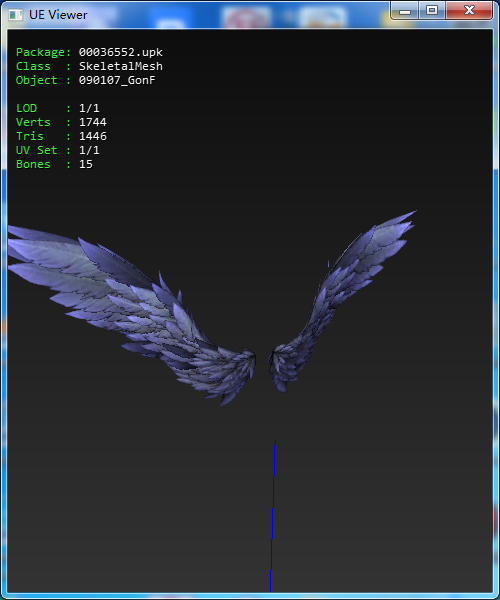 UE Viewer
Package: 00036552.upk
Class : SkeletalMesh
Object : 090107_GonF
LOD : 1/1
Verts : 1744
Tris : 1446
UV Set : 1/1
Bones : 15